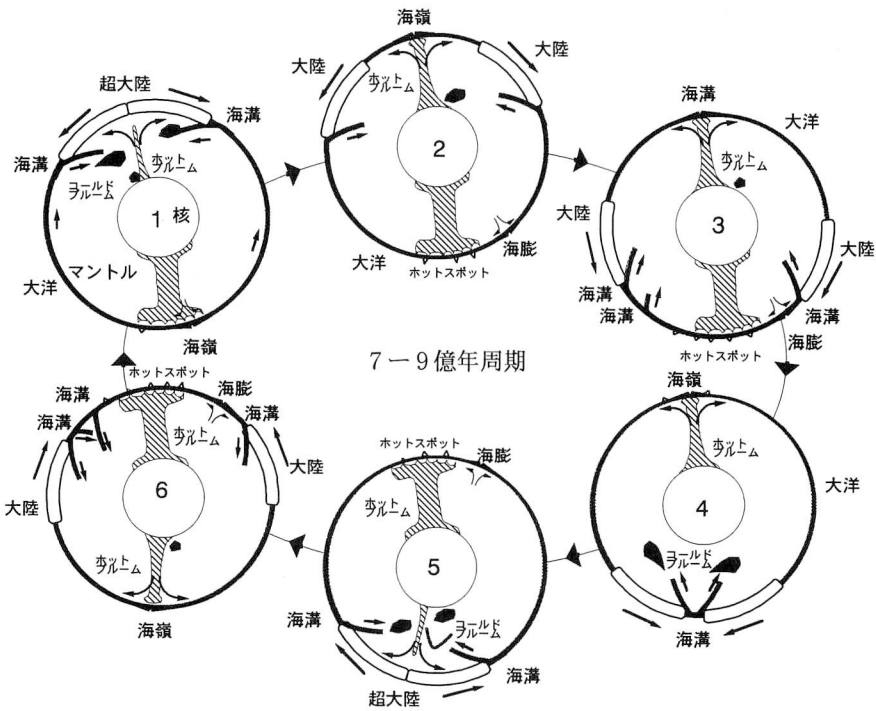 超大陸
海溝
海溝
コールド
プルーム
ホット
プルーム
1 核
マントル
大洋
海嶺
海嶺
大陸
大陸
ホット
プルーム
2
大洋
海膨
ホットスポット
海溝
大洋
ホット
プルーム
3
大陸
大陸
海溝
海溝
海溝
海膨
ホットスポット
7－9億年周期
海嶺
ホット
プルーム
大洋
4
コールド
プルーム
海溝
ホットスポット
海膨
ホット
プルーム
5
コールド
プルーム
海溝
海溝
超大陸
ホットスポット
海膨
海溝
海溝
海溝
ホット
プルーム
大陸
大陸
6
ホット
プルーム
海嶺